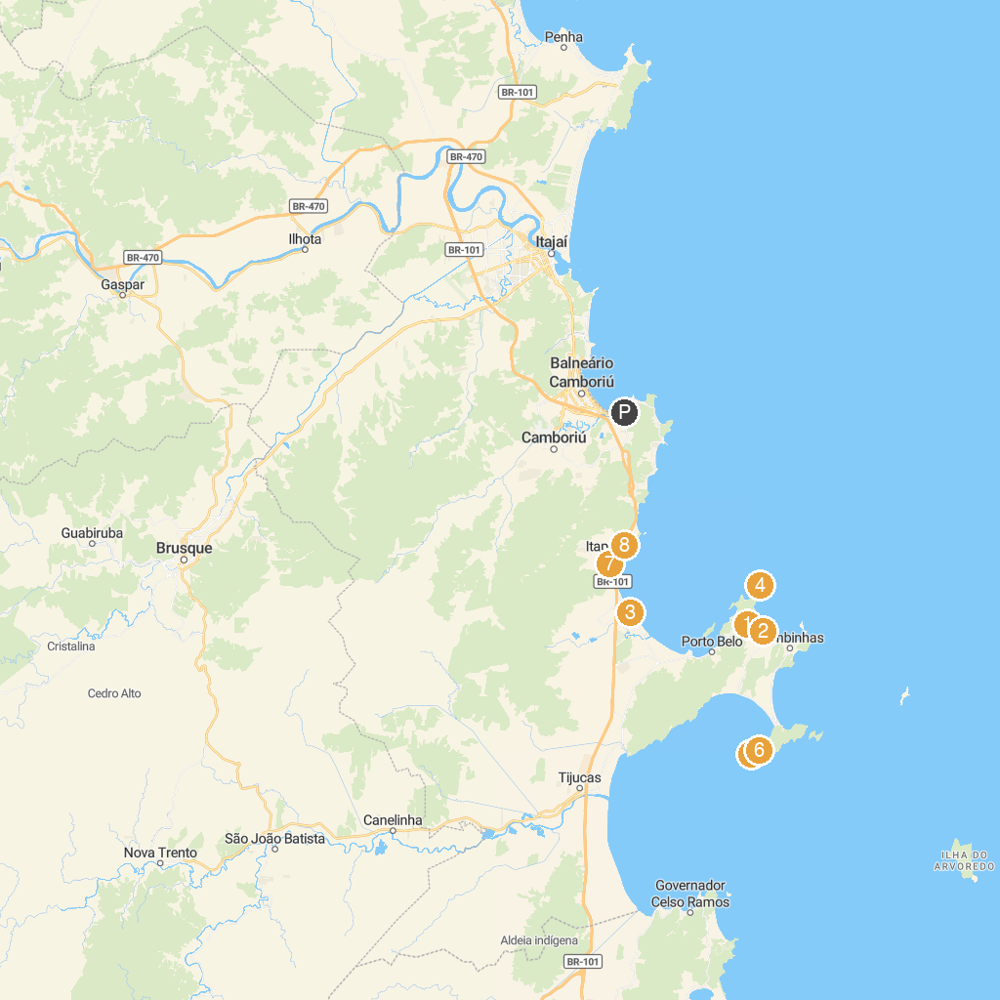 Penha
BR-101
BR-470
BR-470
Ilhota
Itajaí
BR-101
BR-470
Gaspar
Balneário
Camboriú
P
Camboriú
Guabiruba
Brusque
8
7
BR-101
4
3
1
2
Porto Belo
Cristalina
Cedro Alto
6
Tijucas
Canelinha
São João Batista
Nova Trento
ILHA DO
ARVOREDO
Governador
Celso Ramos
Aldeia indígena
BR-101